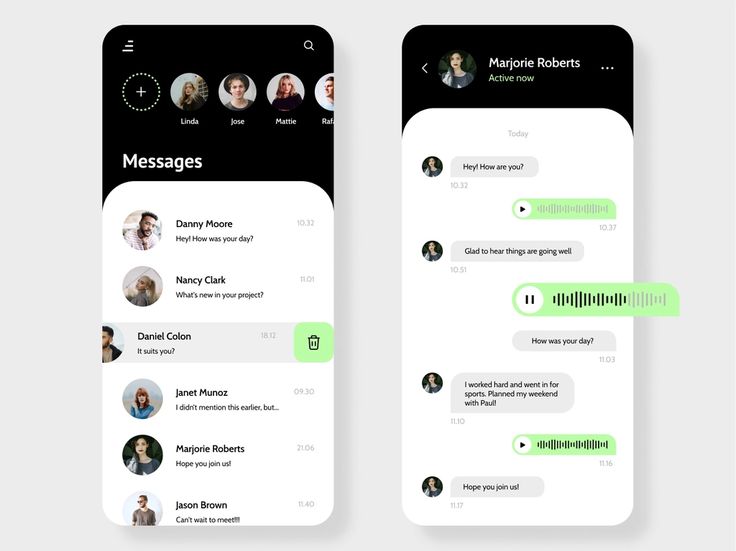 Linda
Jose
Mattie
Rafa
Messages
Danny Moore
10.32
Hey! How was your day?
Nancy Clark
11.01
What's new in your project?
Daniel Colon
18.12
It suits you?
Janet Munoz
09.30
I didn't mention this earlier, but...
Marjorie Roberts
21.06
Hope you join us!
Jason Brown
11.40
Can't wait to meet!!!!
Marjorie Roberts
Active now
Today
Hey! How are you?
10.32
10.37
Glad to hear things are going well
10.51
How was your day?
11.03
I worked hard and went in for
sports. Planned my weekend
with Paul!
11.10
11.16
Hope you join us!
11.17